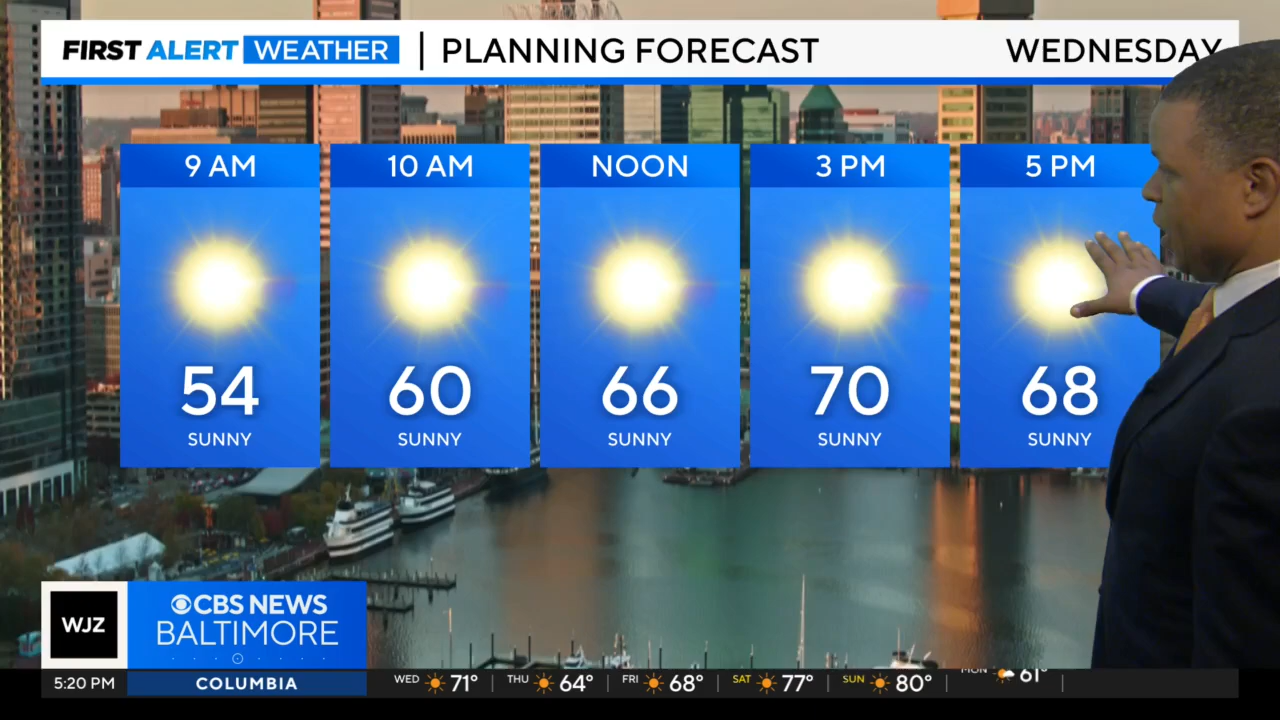 FIRST ALERT WEATHER | PLANNING FORECAST WEDNESDAY
9 AM 10 AM NOON 3 PM 5 PM
54 60 66 70 68
SUNNY SUNNY SUNNY SUNNY SUNNY
WJZ CBS NEWS
BALTIMORE
5:20 PM COLUMBIA WED 71° THU 64° FRI 68° SAT 77° SUN 80° MON 61°